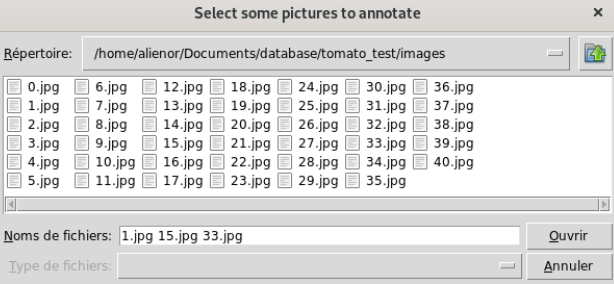 Select some pictures to annotate
Répertoire: /home/alienor/Documents/database/tomato_test/images
0.jpg 6.jpg 12.jpg 18.jpg 24.jpg 30.jpg 36.jpg
1.jpg 7.jpg 13.jpg 19.jpg 25.jpg 31.jpg 37.jpg
2.jpg 8.jpg 14.jpg 20.jpg 26.jpg 32.jpg 38.jpg
3.jpg 9.jpg 15.jpg 21.jpg 27.jpg 33.jpg 39.jpg
4.jpg 10.jpg 16.jpg 22.jpg 28.jpg 34.jpg 40.jpg
5.jpg 11.jpg 17.jpg 23.jpg 29.jpg 35.jpg
Noms de fichiers: 1.jpg 15.jpg 33.jpg Ouvrir
Type de fichiers: Annuler